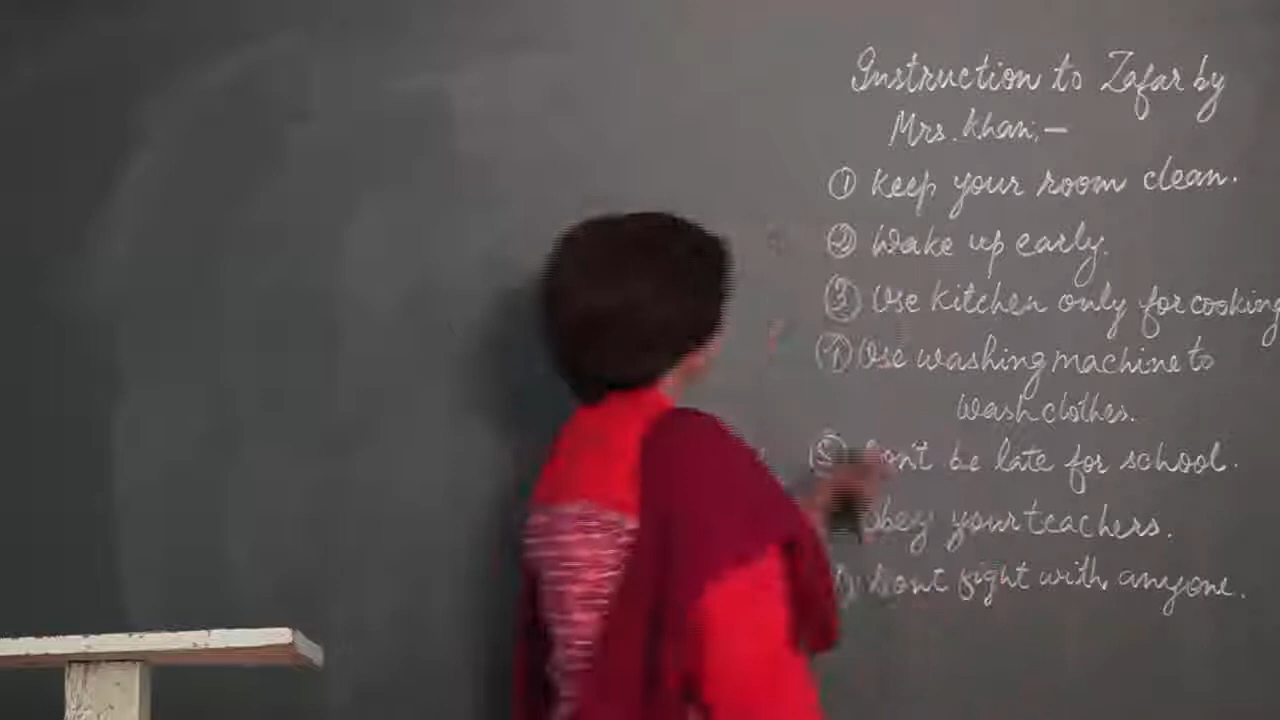 Instruction to Zafar by
Mrs. Khan:-
① Keep your room clean.
② Wake up early.
③ Use kitchen only for cooking
④ Use washing machine to
wash clothes.
⑤ Dont be late for school.
obey your teachers.
Dont fight with anyone.